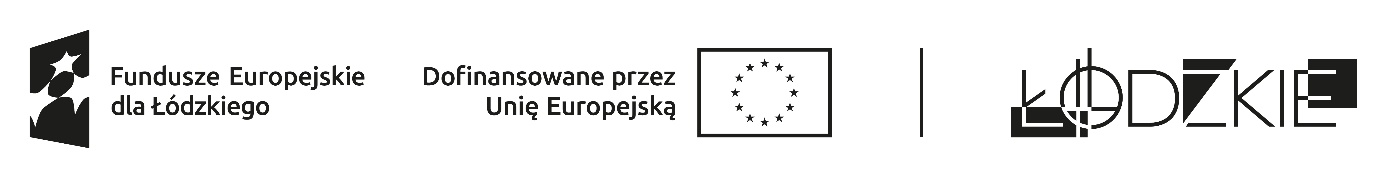 Fundusze Europejskie
dla Łódzkiego
Dofinansowane przez
Unię Europejską
ŁÓDZKIE